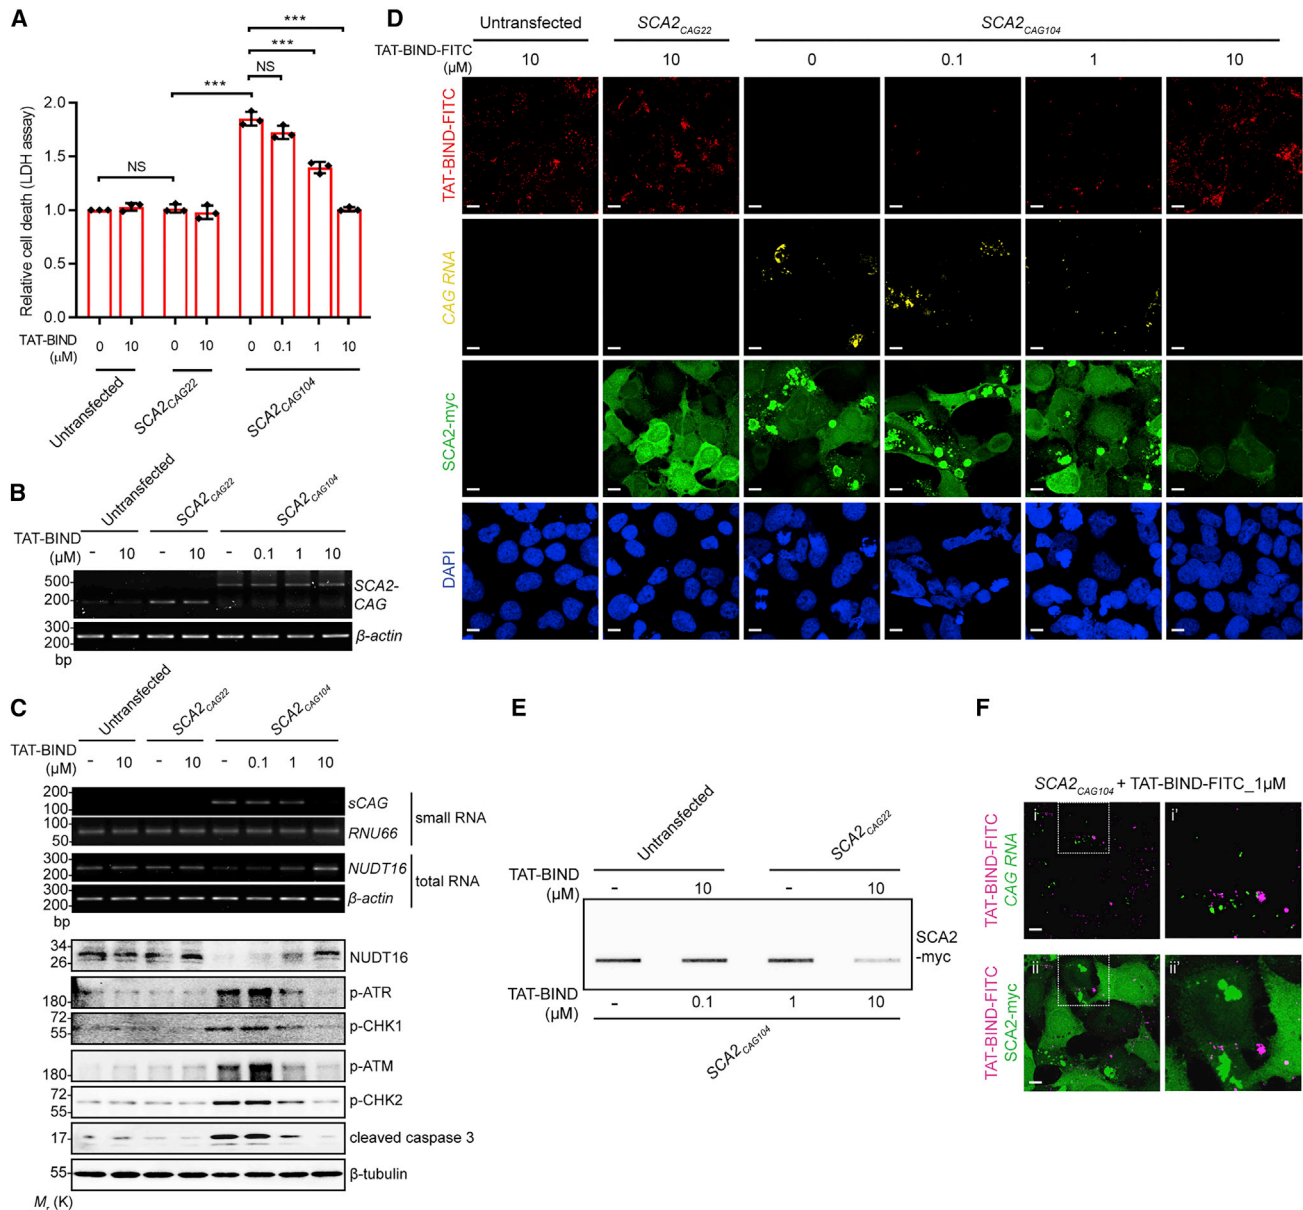 A
***
***
NS
***
NS
Relative cell death (LDH assay)
2.0
1.5
1.0
0.5
0.0
TAT-BIND (μM)
0 10 0 10 0 0.1 1 10
Untransfected
SCA2CAG22
SCA2CAG104
B
Untransfected
SCA2CAG22
SCA2CAG104
TAT-BIND (μM)
- 10 - 10 - 0.1 1 10
500
200
SCA2-CAG
300
200
β-actin
bp
C
Untransfected
SCA2CAG22
SCA2CAG104
TAT-BIND (μM)
- 10 - 10 - 0.1 1 10
200
100
sCAG
100
50
RNU66
small RNA
300
200
NUDT16
300
200
β-actin
total RNA
bp
34
26
NUDT16
180
p-ATR
72
55
p-CHK1
180
p-ATM
72
55
p-CHK2
17
cleaved caspase 3
55
β-tubulin
Mr (K)
D
Untransfected
SCA2CAG22
SCA2CAG104
TAT-BIND-FITC (μM)
10 10 0 0.1 1 10
TAT-BIND-FITC
CAG RNA
SCA2-myc
DAPI
E
Untransfected
SCA2CAG22
TAT-BIND (μM)
- 10 - 10
SCA2 -myc
TAT-BIND (μM)
- 0.1 1 10
SCA2CAG104
F
SCA2CAG104 + TAT-BIND-FITC_1μM
TAT-BIND-FITC
CAG RNA
i
i'
TAT-BIND-FITC
SCA2-myc
ii
ii'